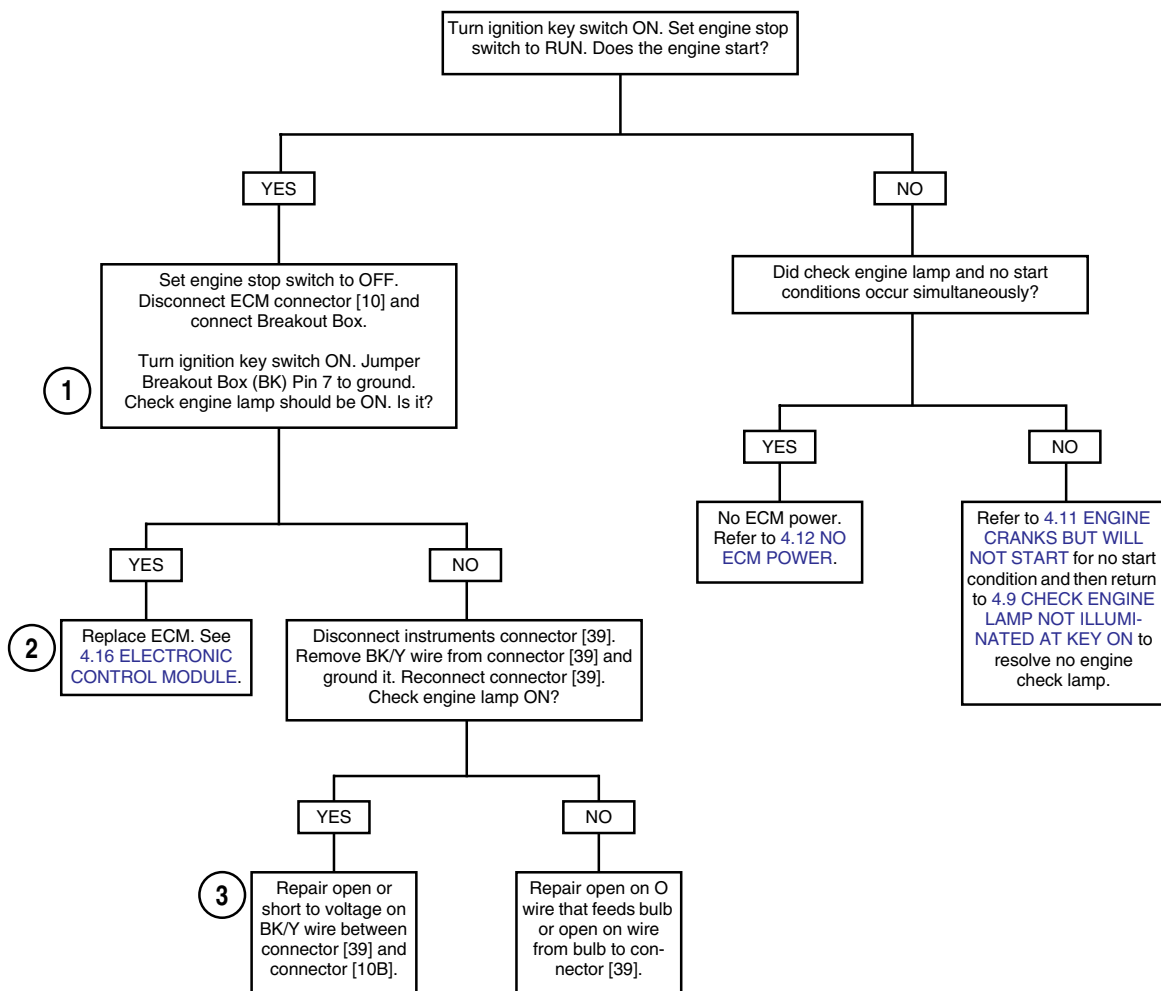 Turn ignition key switch ON. Set engine stop
switch to RUN. Does the engine start?
YES
NO
Set engine stop switch to OFF.
Disconnect ECM connector [10] and
connect Breakout Box.
Turn ignition key switch ON. Jumper
Breakout Box (BK) Pin 7 to ground.
Check engine lamp should be ON. Is it?
1
Did check engine lamp and no start
conditions occur simultaneously?
YES
NO
No ECM power.
Refer to 4.12 NO
ECM POWER.
Refer to 4.11 ENGINE
CRANKS BUT WILL
NOT START for no start
condition and then return
to 4.9 CHECK ENGINE
LAMP NOT ILLUMI-
NATED AT KEY ON to
resolve no engine
check lamp.
YES
NO
2
Replace ECM. See
4.16 ELECTRONIC
CONTROL MODULE.
Disconnect instruments connector [39].
Remove BK/Y wire from connector [39] and
ground it. Reconnect connector [39].
Check engine lamp ON?
YES
NO
3
Repair open or
short to voltage on
BK/Y wire between
connector [39] and
connector [10B].
Repair open on O
wire that feeds bulb
or open on wire
from bulb to con-
nector [39].